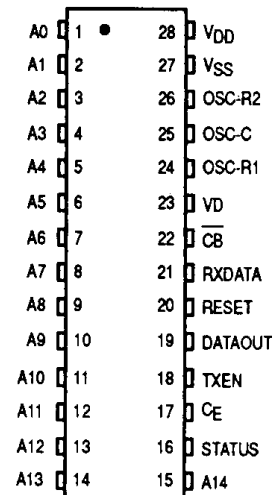 A0 1 28 VDD
A1 2 27 VSS
A2 3 26 OSC-R2
A3 4 25 OSC-C
A4 5 24 OSC-R1
A5 6 23 VD
A6 7 22 CB
A7 8 21 RXDATA
A8 9 20 RESET
A9 10 19 DATAOUT
A10 11 18 TXEN
A11 12 17 CE
A12 13 16 STATUS
A13 14 15 A14